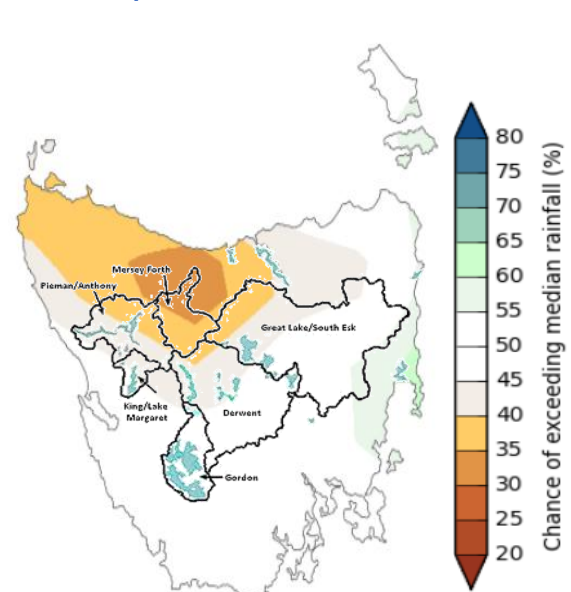 80
75
70
65
60
55
50
45
40
35
30
25
20
Chance of exceeding median rainfall (%)
Mersey Forth
Pieman/Anthony
Great Lake/South Esk
King/Lake
Margaret
Derwent
Gordon